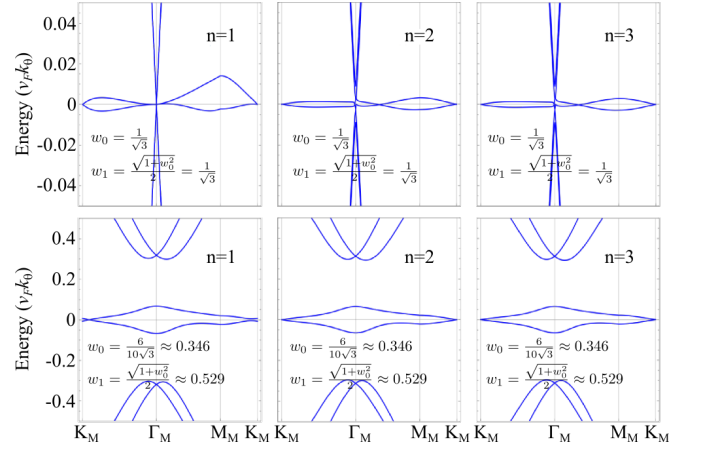 Energy (v_F k_θ)
0.04
0.02
0
-0.02
-0.04
n=1
w_0 = 1/√3
w_1 = √(1+w_0^2)/2 = 1/√3
n=2
w_0 = 1/√3
w_1 = √(1+w_0^2)/2 = 1/√3
n=3
w_0 = 1/√3
w_1 = √(1+w_0^2)/2 = 1/√3
Energy (v_F k_θ)
0.4
0.2
0
-0.2
-0.4
n=1
w_0 = 6/(10√3) ≈ 0.346
w_1 = √(1+w_0^2)/2 ≈ 0.529
n=2
w_0 = 6/(10√3) ≈ 0.346
w_1 = √(1+w_0^2)/2 ≈ 0.529
n=3
w_0 = 6/(10√3) ≈ 0.346
w_1 = √(1+w_0^2)/2 ≈ 0.529
K_M Γ_M M_M K_M K_M Γ_M M_M K_M K_M Γ_M M_M K_M